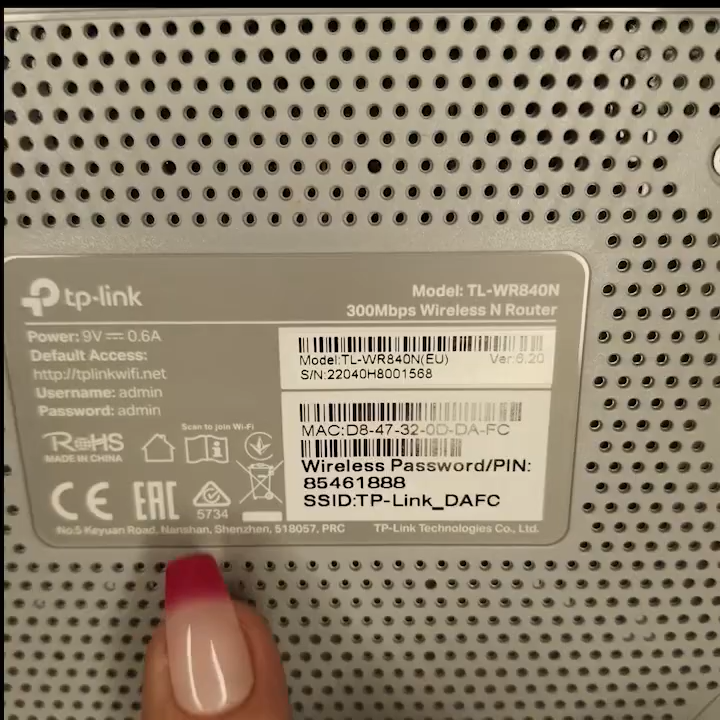 tp-link
Model: TL-WR840N
300Mbps Wireless N Router
Power: 9V 0.6A
Default Access:
http://tplinkwifi.net
Username: admin
Password: admin
Model:TL-WR840N(EU) Ver:6.20
S/N:22040H8001568
MAC:D8-47-32-0D-DA-FC
Wireless Password/PIN:
85461888
SSID:TP-Link_DAFC
Scan to join Wi-Fi
RoHS
MADE IN CHINA
CE EAC 5734
No.5 Keyuan Road, Nanshan, Shenzhen, 518057, PRC TP-Link Technologies Co., Ltd.